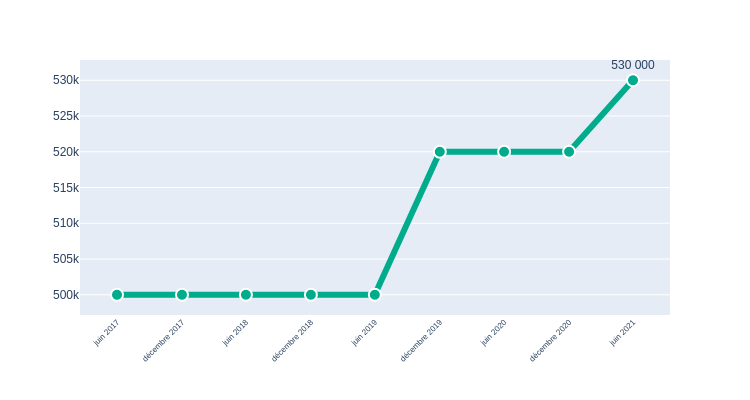 530 000
530k
525k
520k
515k
510k
505k
500k
juin 2017
décembre 2017
juin 2018
décembre 2018
juin 2019
décembre 2019
juin 2020
décembre 2020
juin 2021